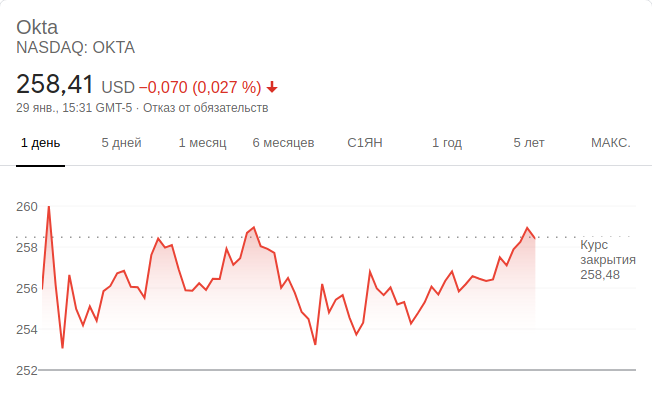 Okta
NASDAQ: OKTA
258,41 USD −0,070 (0,027 %)
29 янв., 15:31 GMT-5 · Отказ от обязательств
1 день 5 дней 1 месяц 6 месяцев С1ЯН 1 год 5 лет МАКС.
260
258
256
254
252
Курс
закрытия
258,48